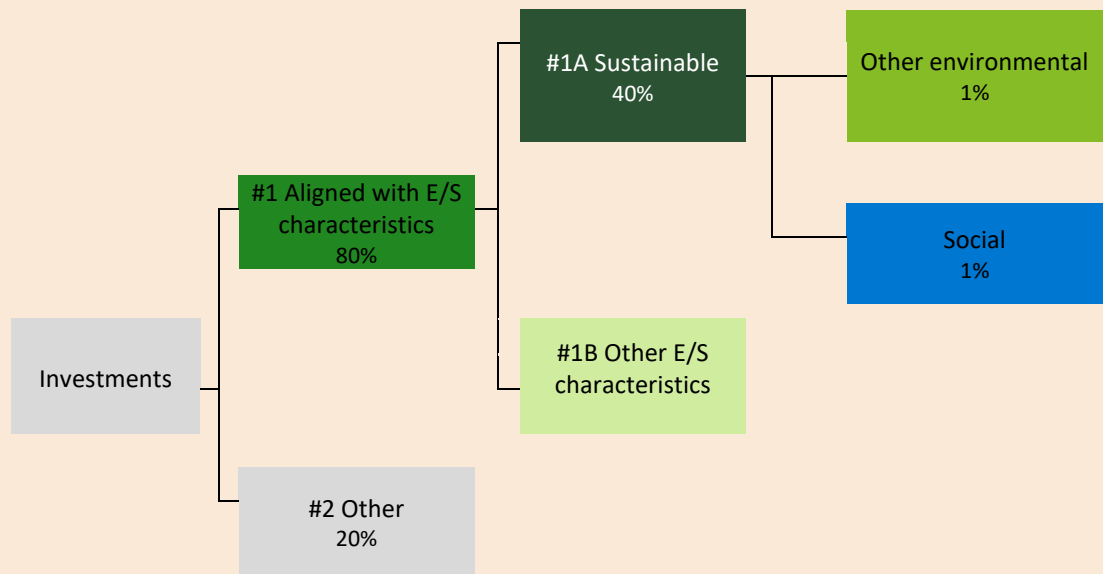 #1A Sustainable
40%
Other environmental
1%
#1 Aligned with E/S
characteristics
80%
Social
1%
Investments
#1B Other E/S
characteristics
#2 Other
20%